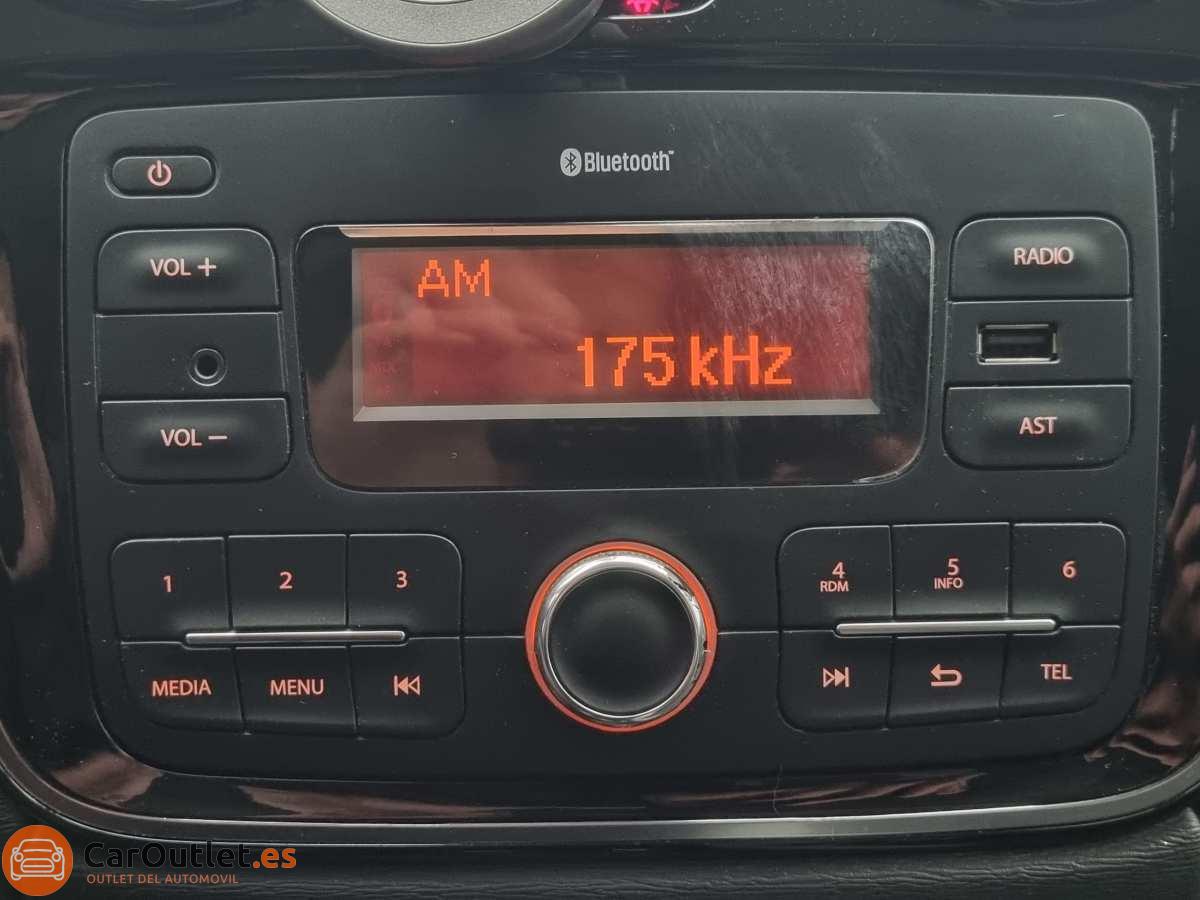 Bluetooth™
VOL +
RADIO
AM
175 kHz
VOL –
AST
1 2 3
4 5 6
RDM INFO
MEDIA MENU
TEL
CarOutlet.es
OUTLET DEL AUTOMOVIL